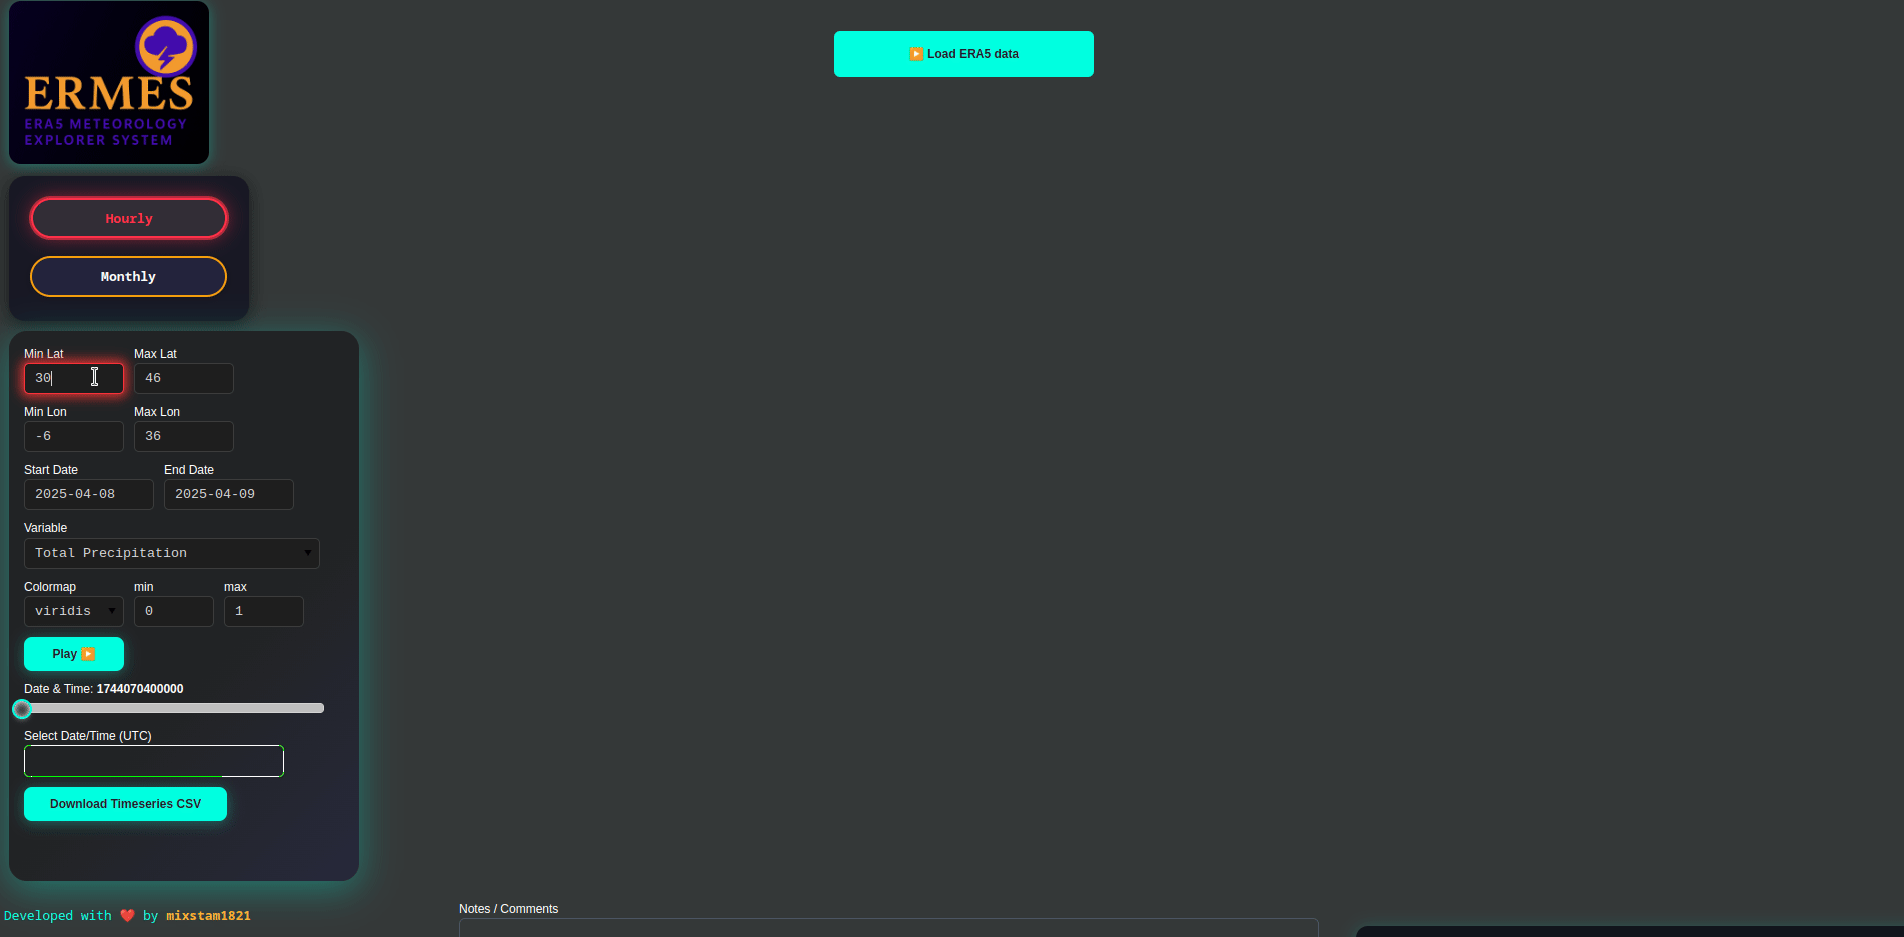 ERMES
ERA5 METEOROLOGY
EXPLORER SYSTEM
▶️ Load ERA5 data
Hourly
Monthly
Min Lat Max Lat
30 46
Min Lon Max Lon
-6 36
Start Date End Date
2025-04-08 2025-04-09
Variable
Total Precipitation
Colormap min max
viridis 0 1
Play ▶️
Date & Time: 1744070400000
Select Date/Time (UTC)
Download Timeseries CSV
Developed with ❤️ by mixstam1821
Notes / Comments